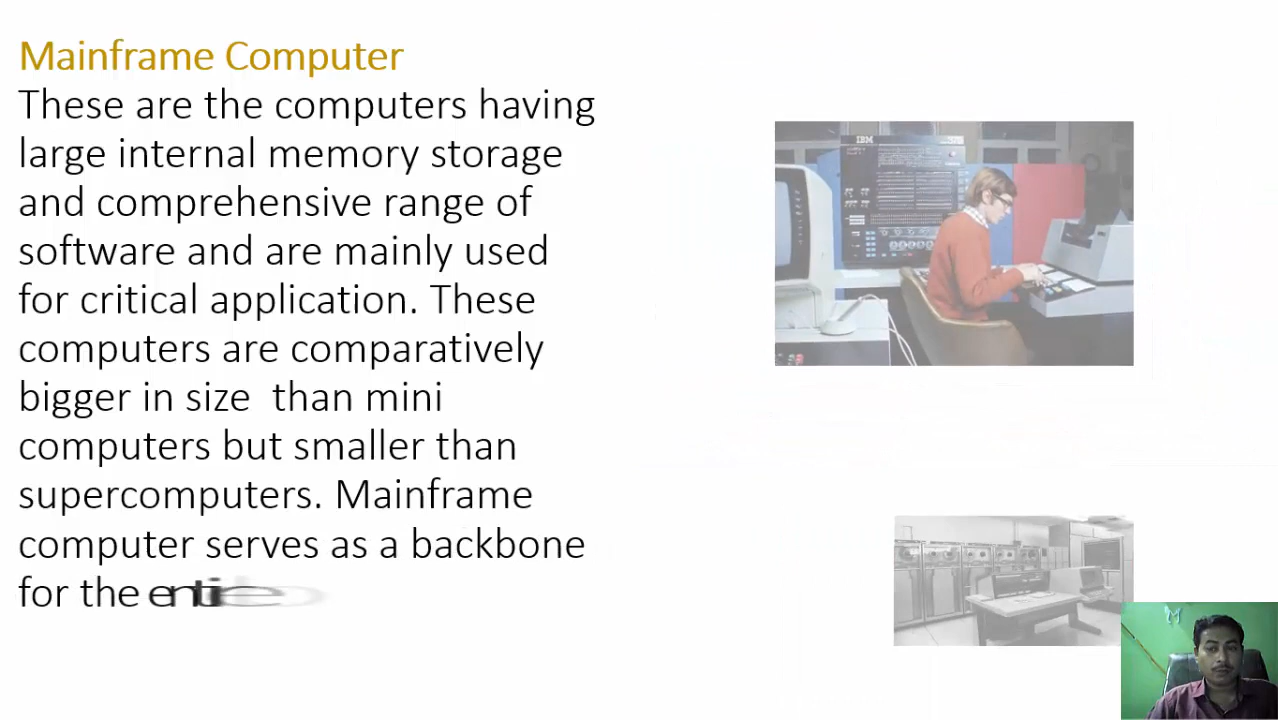 Mainframe Computer
These are the computers having
large internal memory storage
and comprehensive range of
software and are mainly used
for critical application. These
computers are comparatively
bigger in size  than mini
computers but smaller than
supercomputers. Mainframe
computer serves as a backbone
for the
IBM